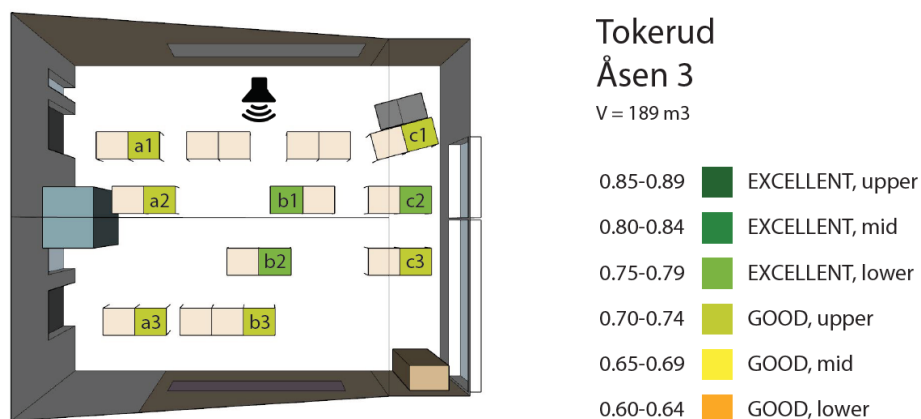 Tokerud
Åsen 3
V = 189 m3
a1
c1
a2
b1
c2
b2
c3
a3
b3
0.85-0.89 EXCELLENT, upper
0.80-0.84 EXCELLENT, mid
0.75-0.79 EXCELLENT, lower
0.70-0.74 GOOD, upper
0.65-0.69 GOOD, mid
0.60-0.64 GOOD, lower